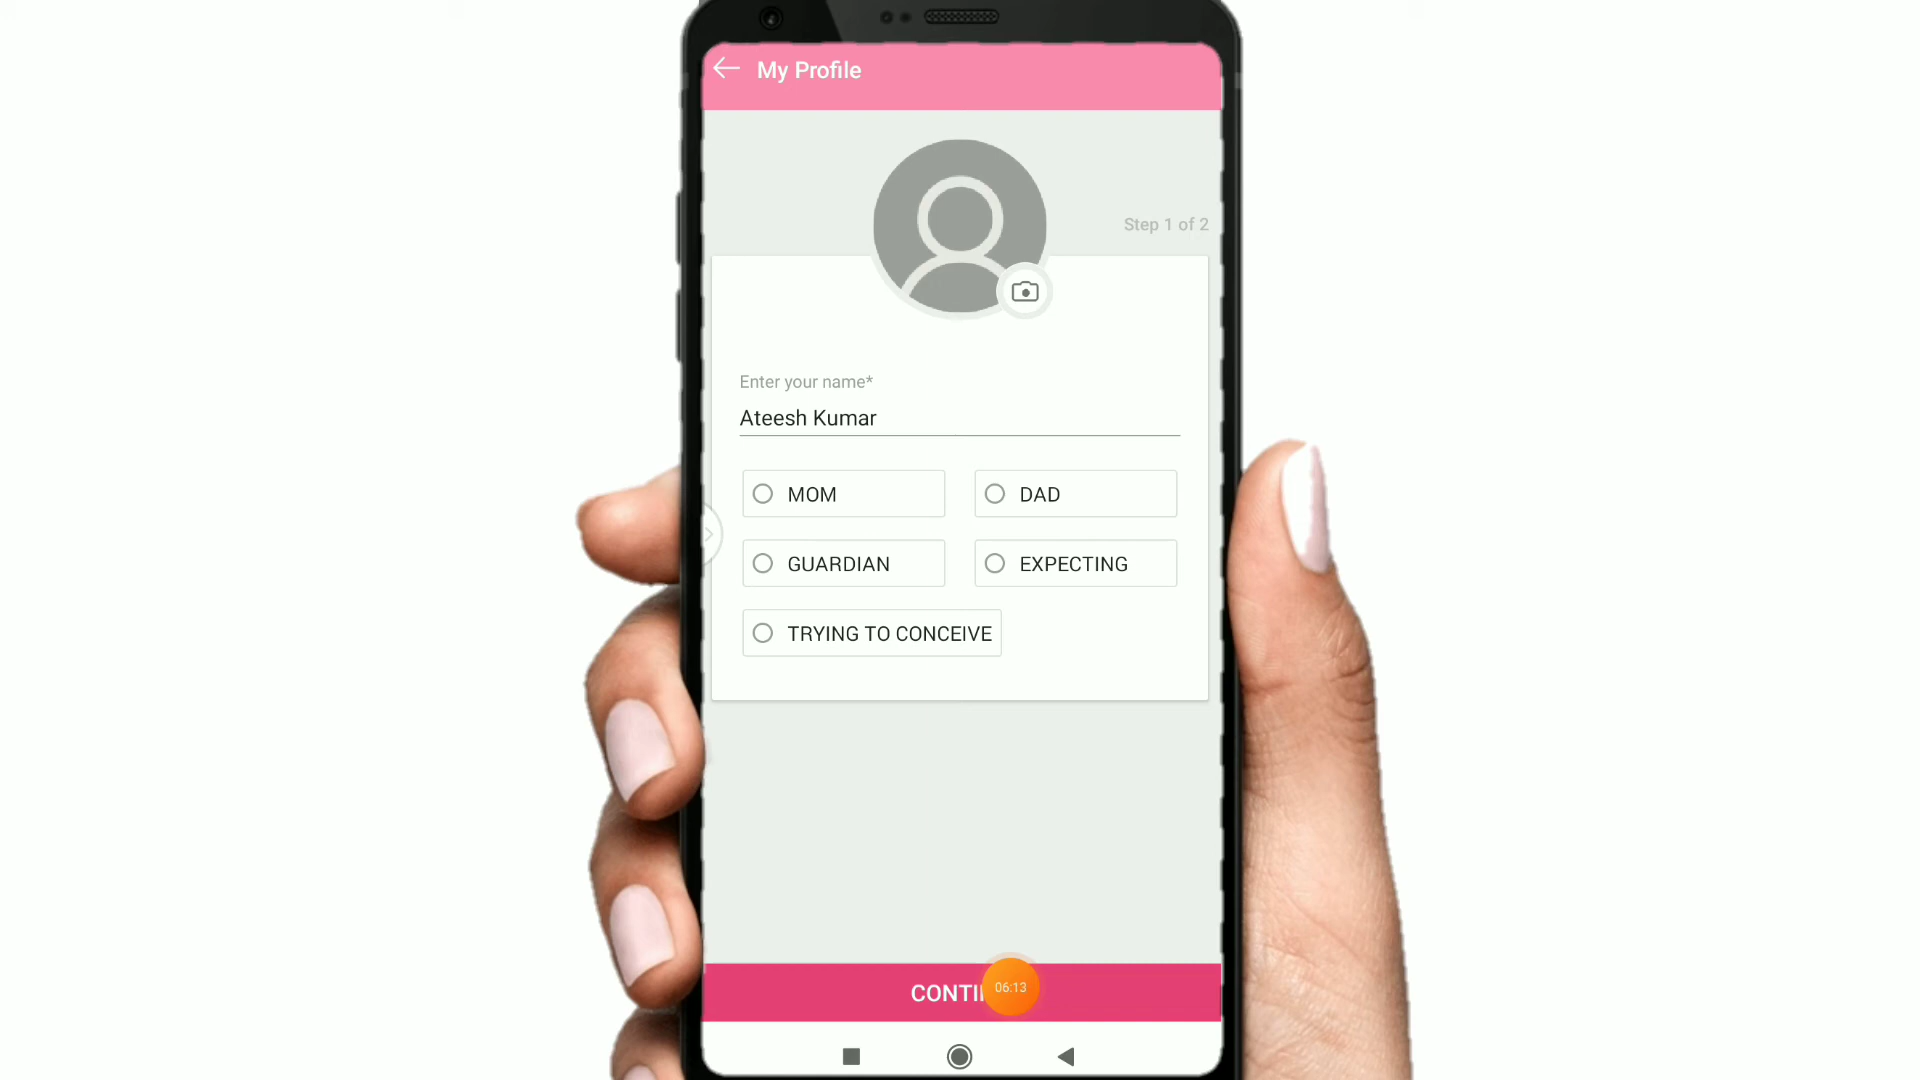 My Profile
Step 1 of 2
Enter your name*
Ateesh Kumar
MOM
DAD
GUARDIAN
EXPECTING
TRYING TO CONCEIVE
06:13